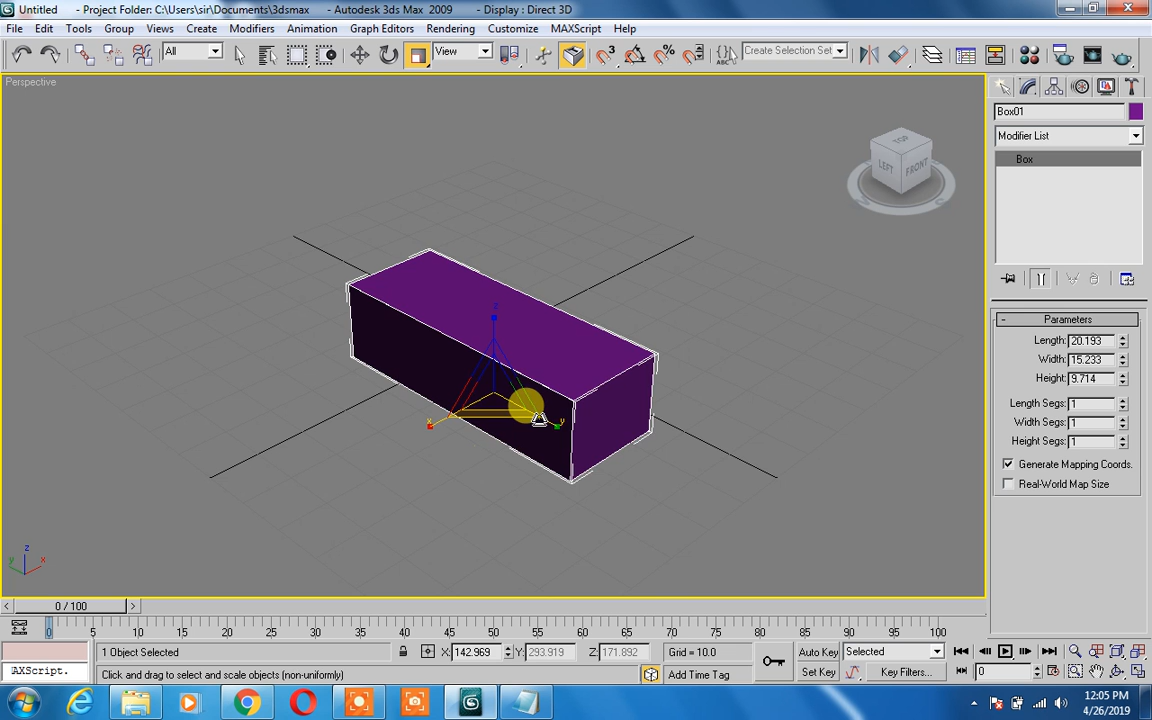 Untitled - Project Folder: C:\Users\sir\Documents\3dsmax - Autodesk 3ds Max 2009 - Display : Direct 3D
File Edit Tools Group Views Create Modifiers Animation Graph Editors Rendering Customize MAXScript Help
All View Create Selection Set
Perspective
TOP
LEFT FRONT
Box01
Modifier List
Box
z
x y
Parameters
Length: 20.193
Width: 15.233
Height: 9.714
Length Segs: 1
Width Segs: 1
Height Segs: 1
Generate Mapping Coords.
Real-World Map Size
z
y x
0 / 100
0 5 10 15 20 25 30 35 40 45 50 55 60 65 70 75 80 85 90 95 100
1 Object Selected X: 142.969 Y: 293.919 Z: 171.892 Grid = 10.0 Auto Key Selected
AXScript. Click and drag to select and scale objects (non-uniformly) Add Time Tag Set Key Key Filters... 0
12:05 PM
4/26/2019